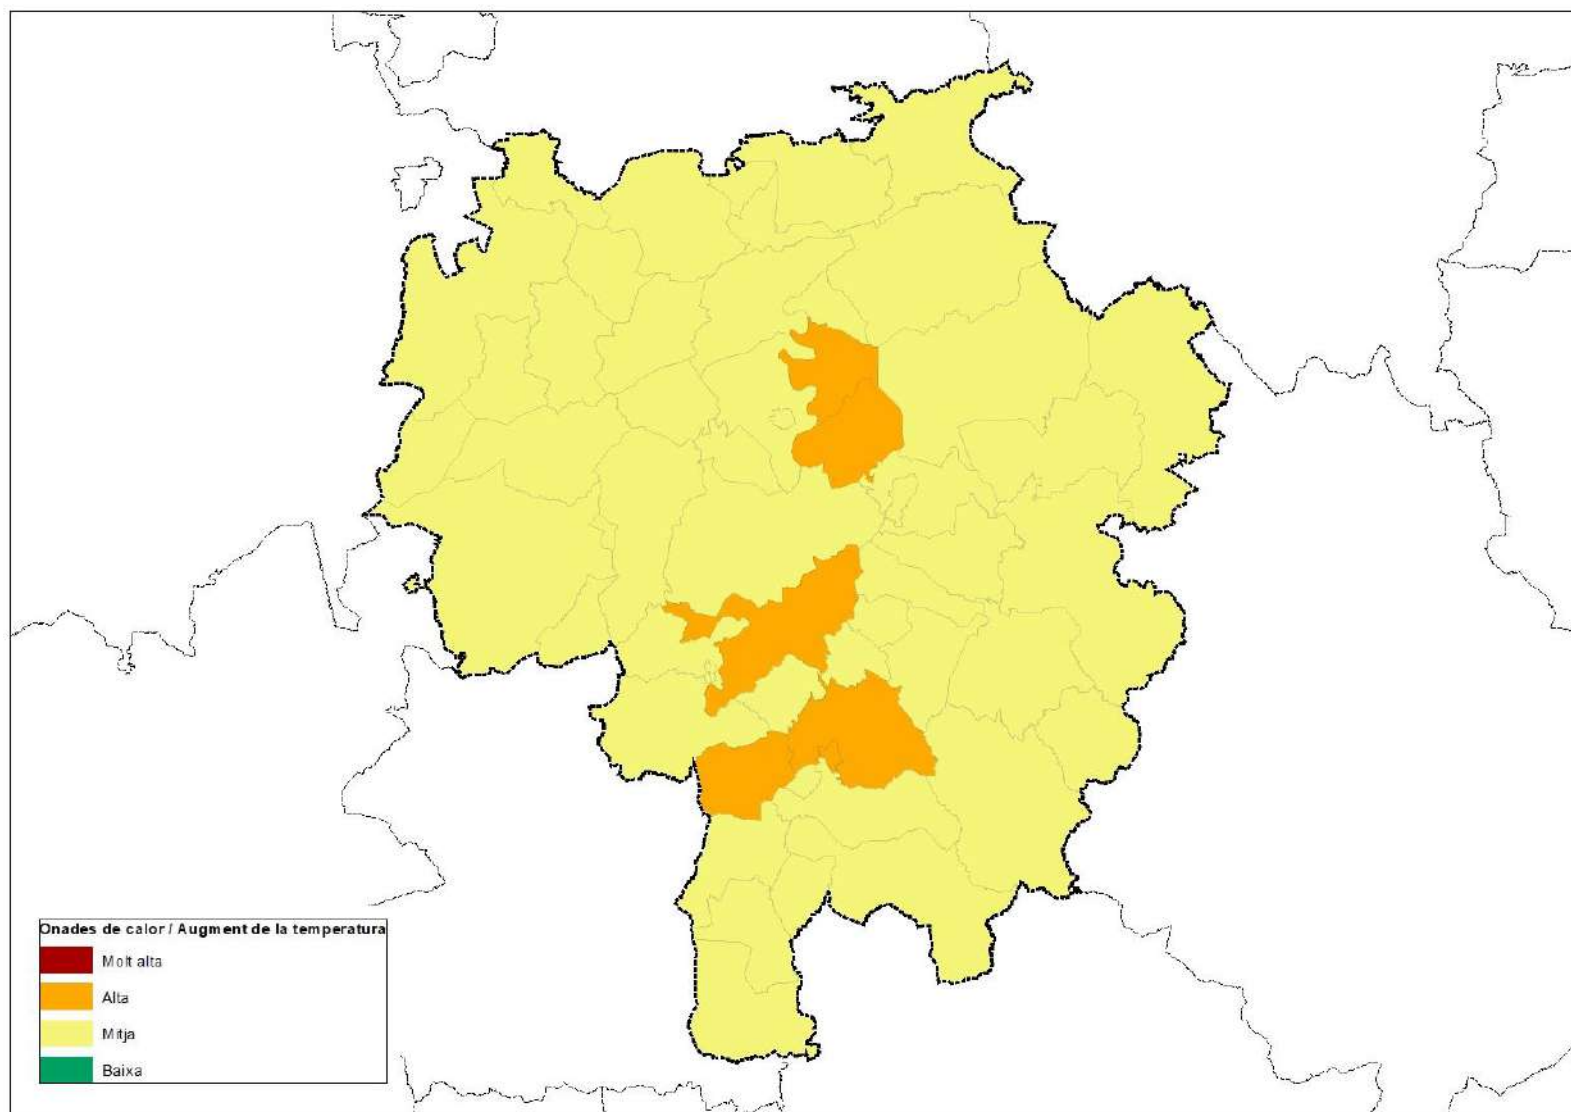 Onades de calor / Augment de la temperatura
Molt alta
Alta
Mitja
Baixa